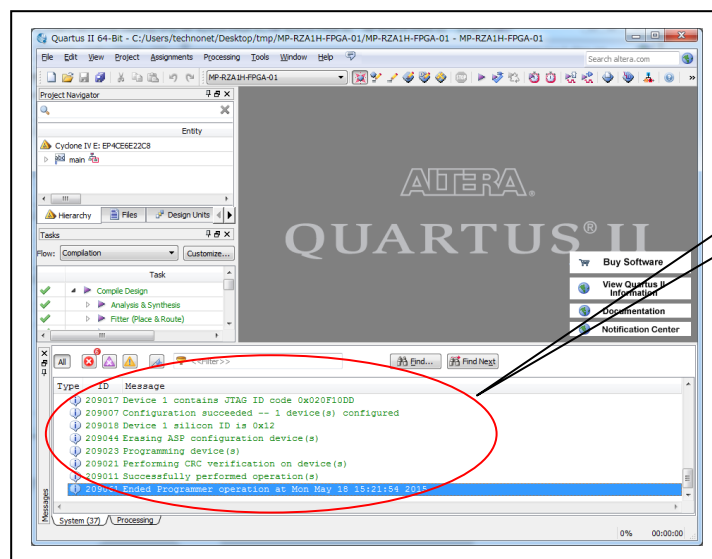 Quartus II 64-Bit - C:/Users/technonet/Desktop/tmp/MP-RZA1H-FPGA-01/MP-RZA1H-FPGA-01 - MP-RZA1H-FPGA-01
File Edit View Project Assignments Processing Tools Window Help
Search altera.com
MP-RZA1H-FPGA-01
Project Navigator
Entity
Cyclone IV E: EP4CE6E22C8
main
Hierarchy Files Design Units
Tasks
Flow: Compilation Customize...
Task
Compile Design
Analysis & Synthesis
Fitter (Place & Route)
ALTERA®
QUARTUS® II
Buy Software
View Quartus II
Information
Documentation
Notification Center
All <<Filter>> Find... Find Next
Type ID Message
209017 Device 1 contains JTAG ID code 0x020F10DD
209007 Configuration succeeded -- 1 device(s) configured
209018 Device 1 silicon ID is 0x12
209044 Erasing ASP configuration device(s)
209023 Programming device(s)
209021 Performing CRC verification on device(s)
209011 Successfully performed operation(s)
209061 Ended Programmer operation at Mon May 18 15:21:54 2015
Messages
System (37) Processing
0% 00:00:00